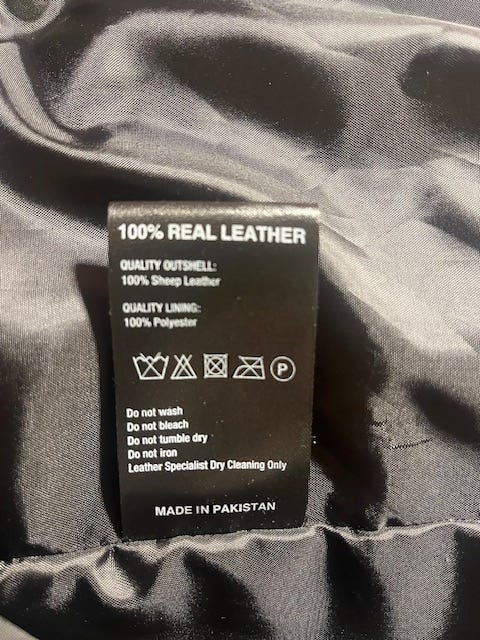 100% REAL LEATHER
QUALITY OUTSHELL:
100% Sheep Leather
QUALITY LINING:
100% Polyester
P
Do not wash
Do not bleach
Do not tumble dry
Do not iron
Leather Specialist Dry Cleaning Only
MADE IN PAKISTAN